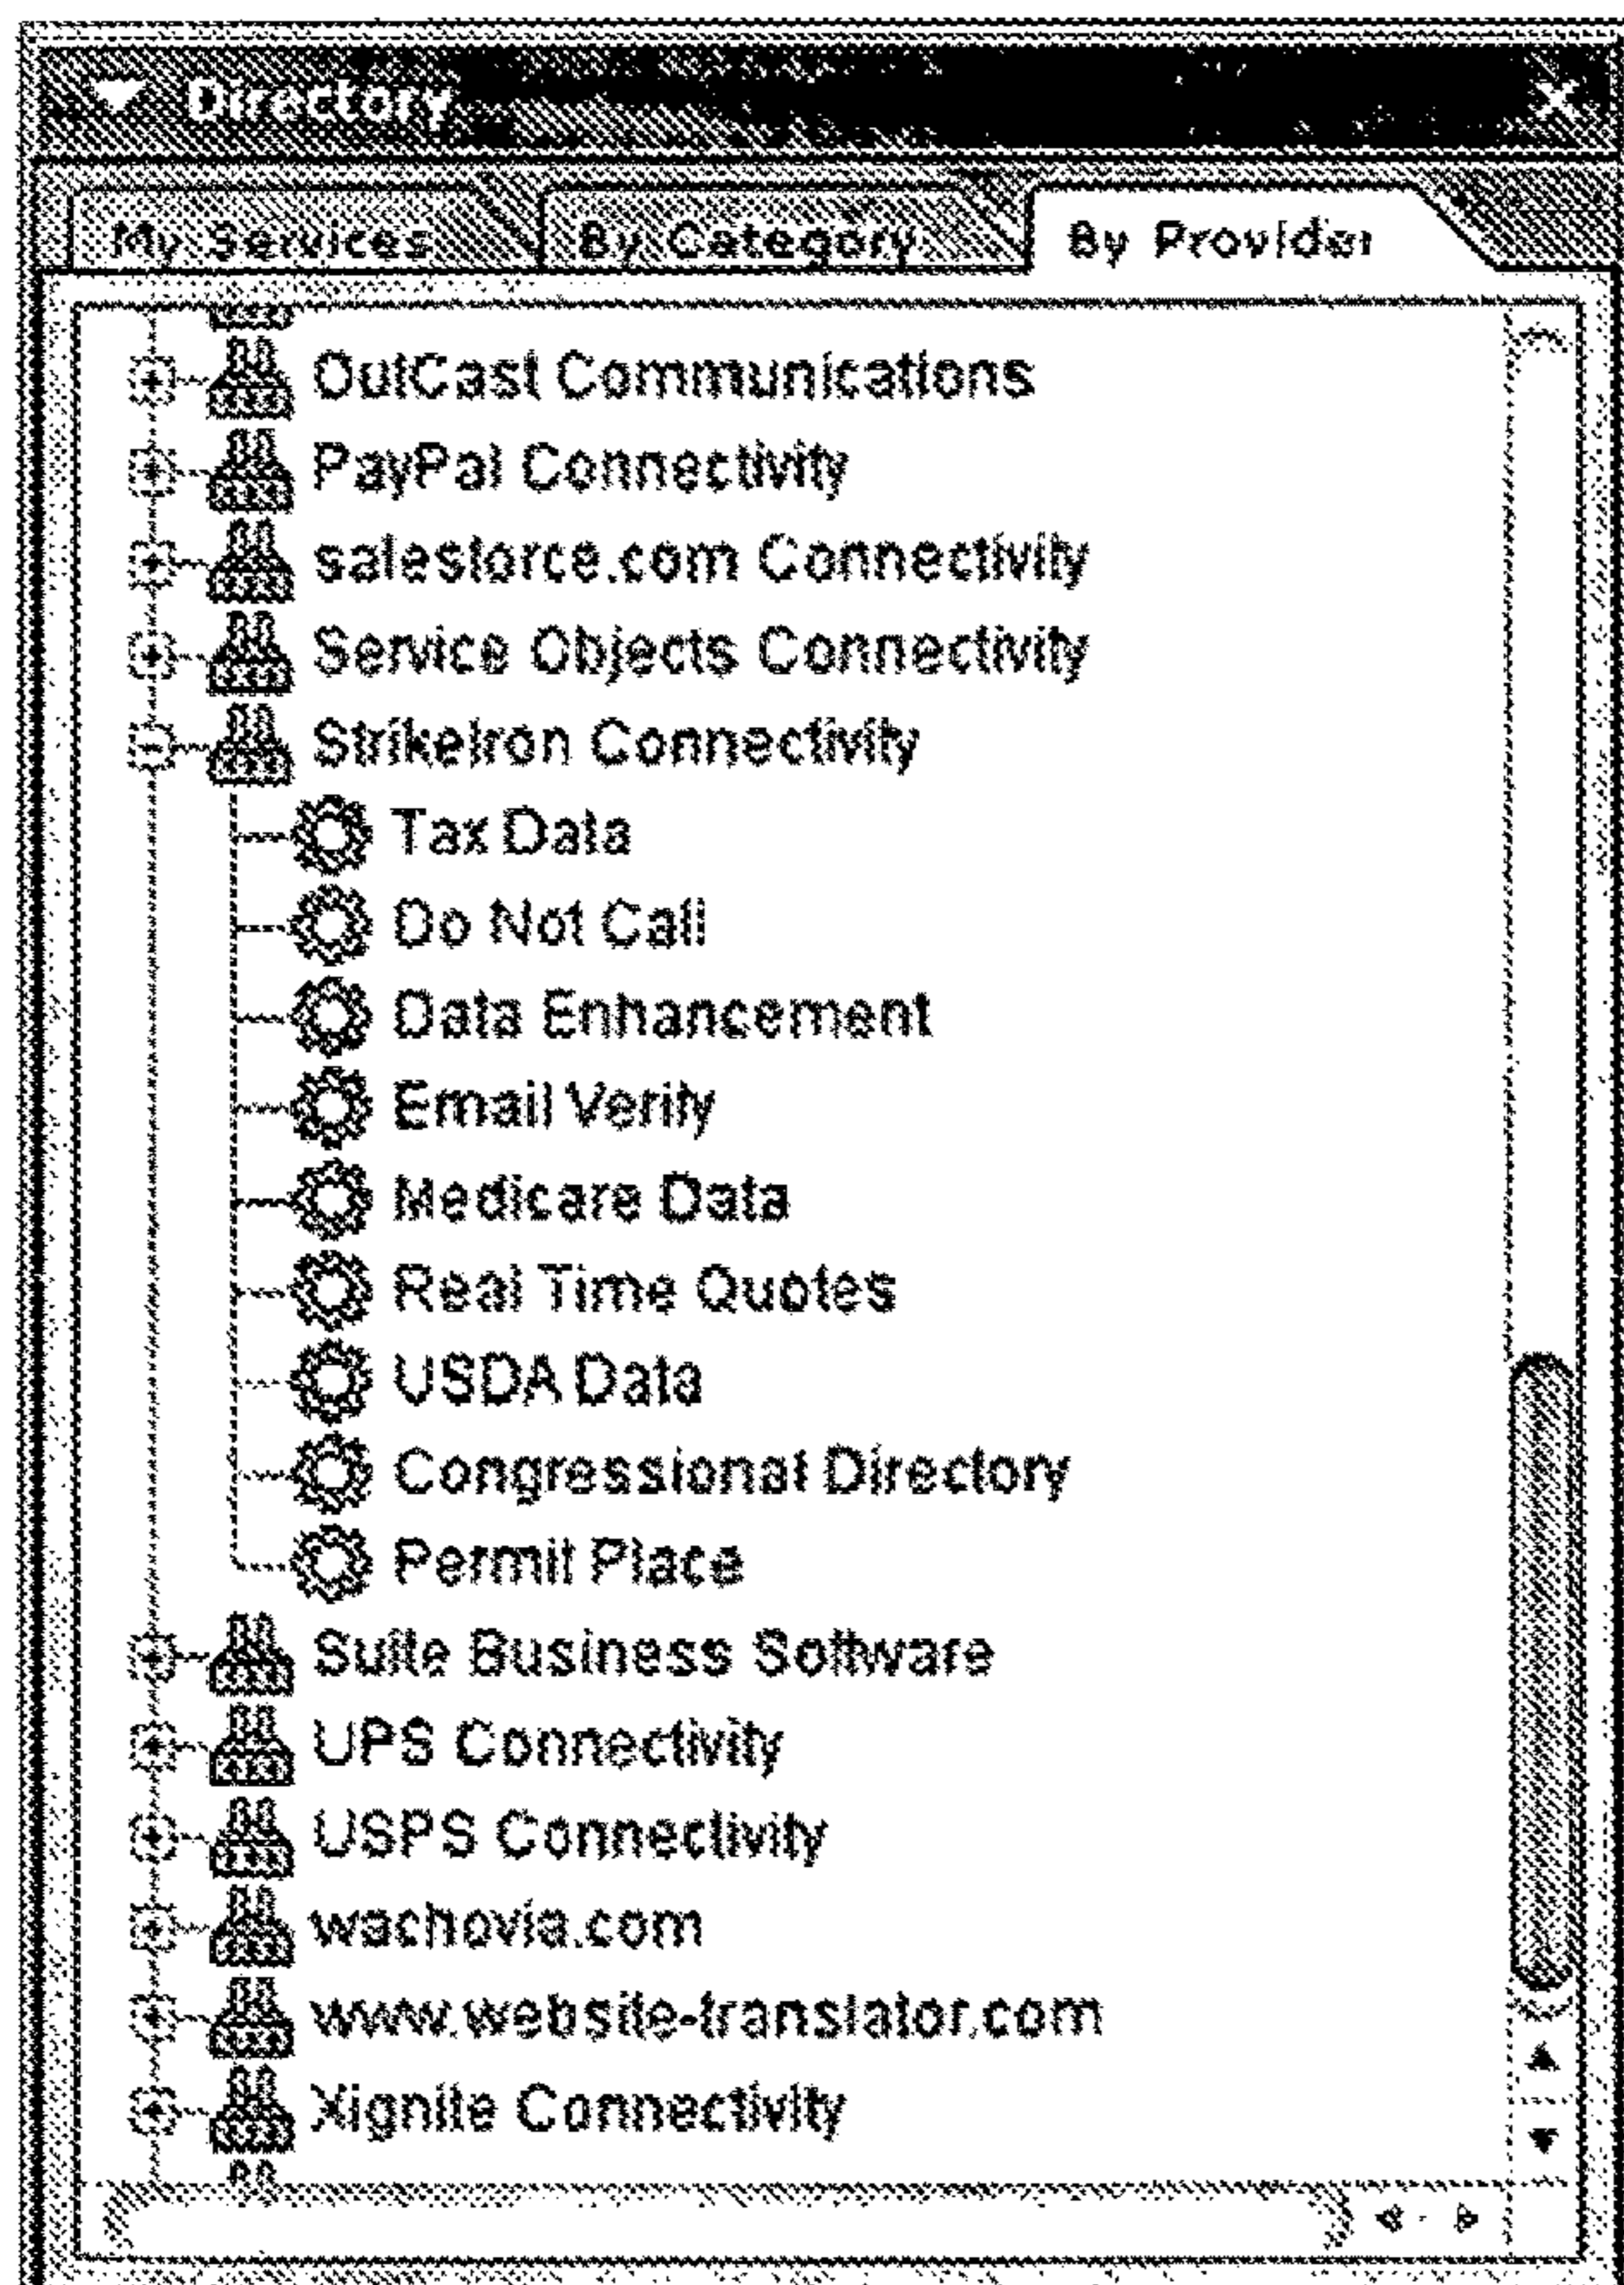 Directory
My Services By Category By Provider
OutCast Communications
PayPal Connectivity
salesforce.com Connectivity
Service Objects Connectivity
StrikeIron Connectivity
Tax Data
Do Not Call
Data Enhancement
Email Verify
Medicare Data
Real Time Quotes
USDA Data
Congressional Directory
Permit Place
Suite Business Software
UPS Connectivity
USPS Connectivity
wachovia.com
www.website-translator.com
Xignite Connectivity